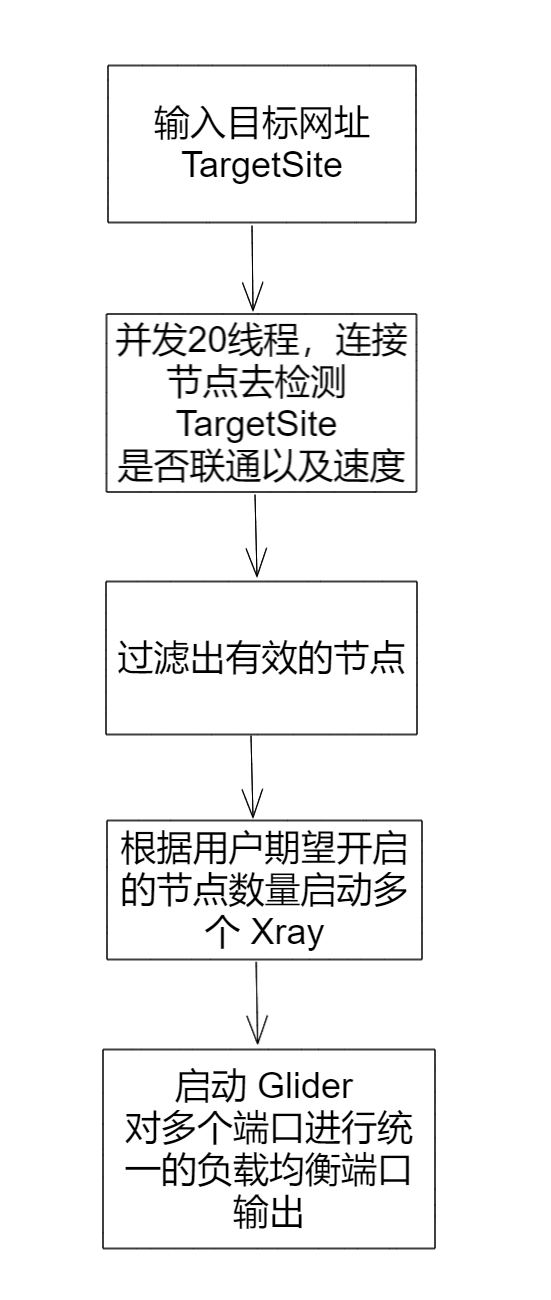 输入目标网址
TargetSite
并发20线程，连接
节点去检测
TargetSite
是否联通以及速度
过滤出有效的节点
根据用户期望开启
的节点数量启动多
个 Xray
启动 Glider
对多个端口进行统
一的负载均衡端口
输出